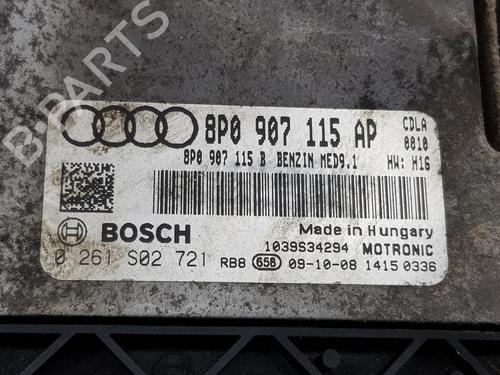 B-PARTS
8P0 907 115 AP
CDLA
0010
8P0 907 115 B BENZIN MED9.1 HW: H16
BOSCH
Made in Hungary
1039S34294 MOTRONIC
0 261 S02 721
RB8 658 09-10-08 1415 0336